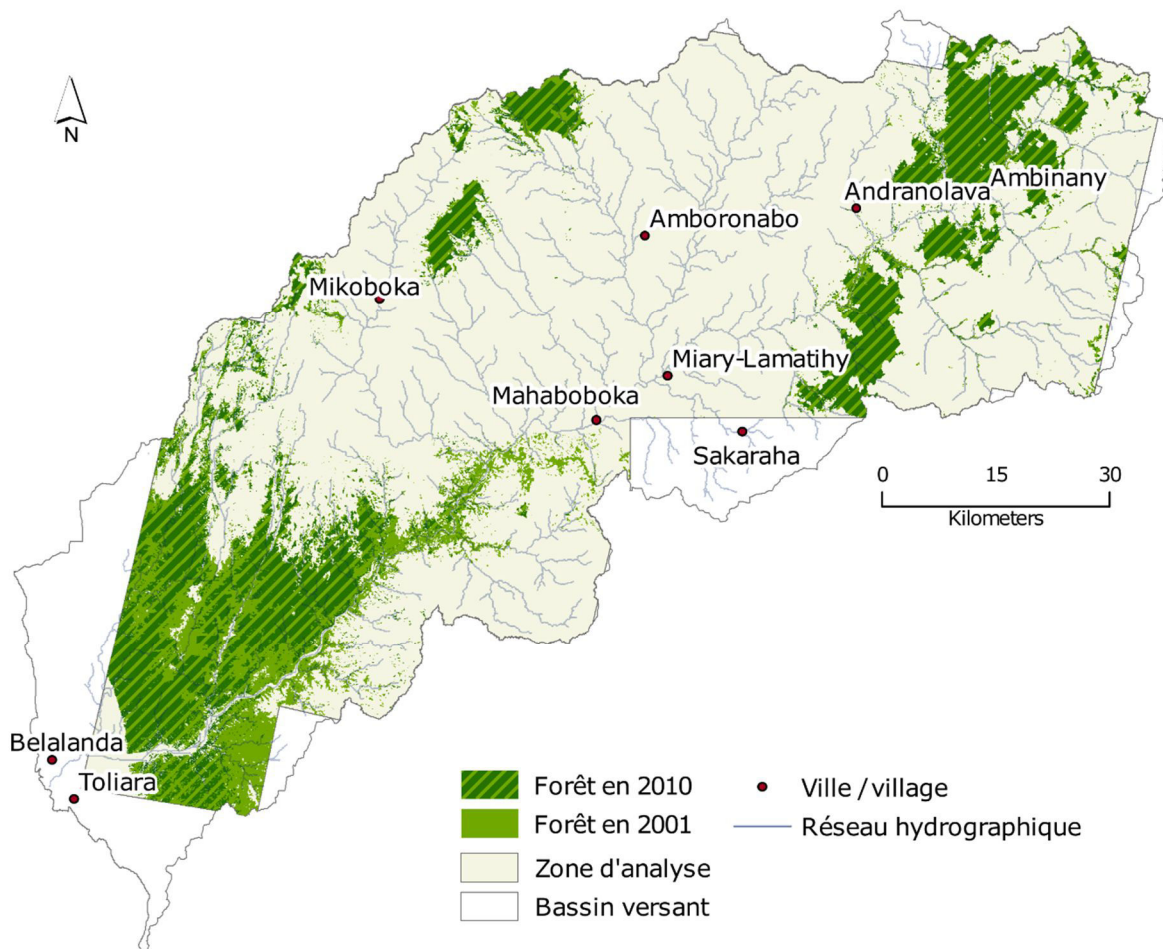 N
Ambinany
Andranolava
Amboronabo
Mikoboka
Miary-Lamatihy
Mahaboboka
Sakaraha
0 15 30
Kilometers
Belalanda
Toliara
Forêt en 2010
Forêt en 2001
Zone d'analyse
Bassin versant
Ville / village
Réseau hydrographique